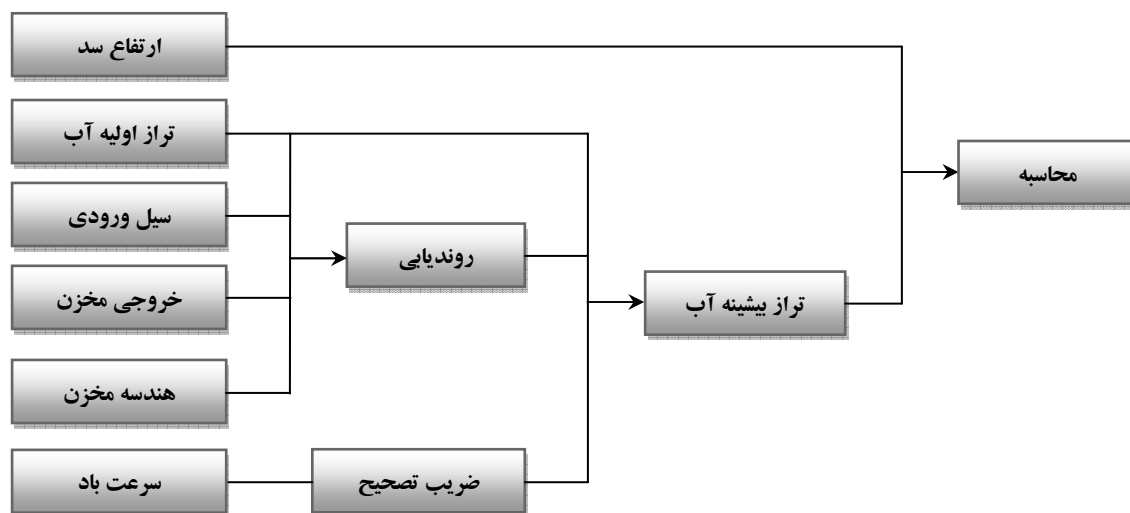 ارتفاع سد
تراز اولیه آب
سیل ورودی
خروجی مخزن
هندسه مخزن
سرعت باد
روندیابی
ضریب تصحیح
تراز بیشینه آب
محاسبه